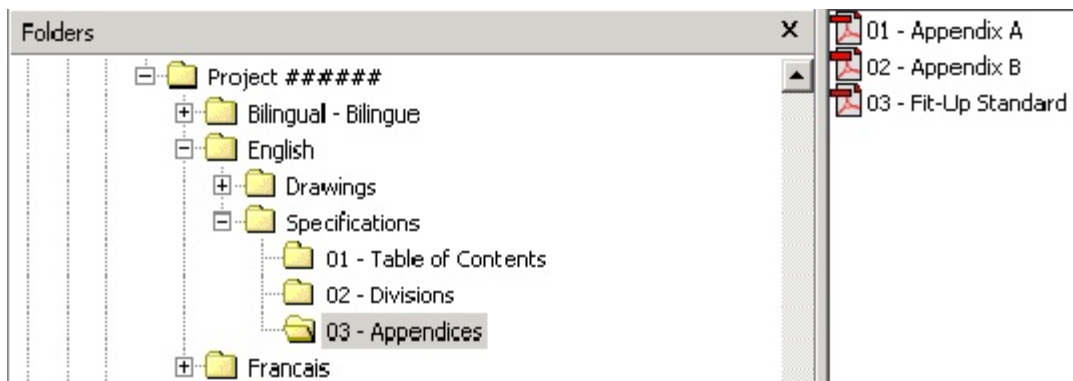 Folders
Project ######
Bilingual - Bilingue
English
Drawings
Specifications
01 - Table of Contents
02 - Divisions
03 - Appendices
Francais
01 - Appendix A
02 - Appendix B
03 - Fit-Up Standard